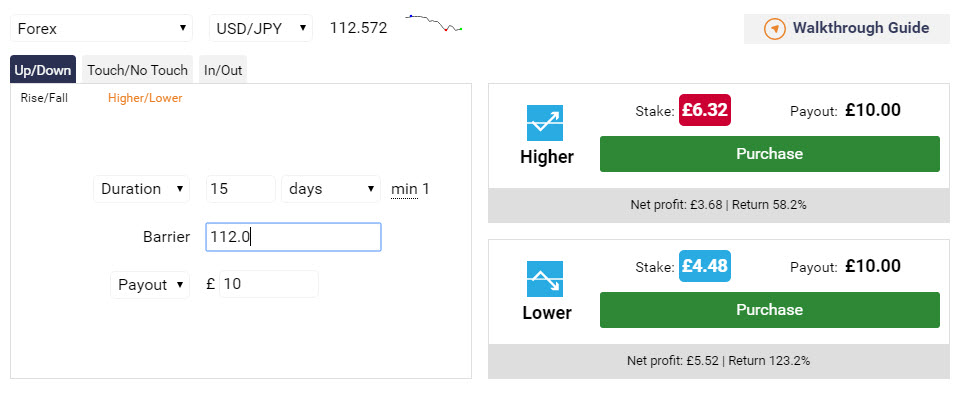 Forex USD/JPY 112.572 Walkthrough Guide
Up/Down Touch/No Touch In/Out
Rise/Fall Higher/Lower
Duration 15 days min 1
Barrier 112.0
Payout £ 10
Stake: £6.32 Payout: £10.00
Higher
Purchase
Net profit: £3.68 | Return 58.2%
Stake: £4.48 Payout: £10.00
Lower
Purchase
Net profit: £5.52 | Return 123.2%